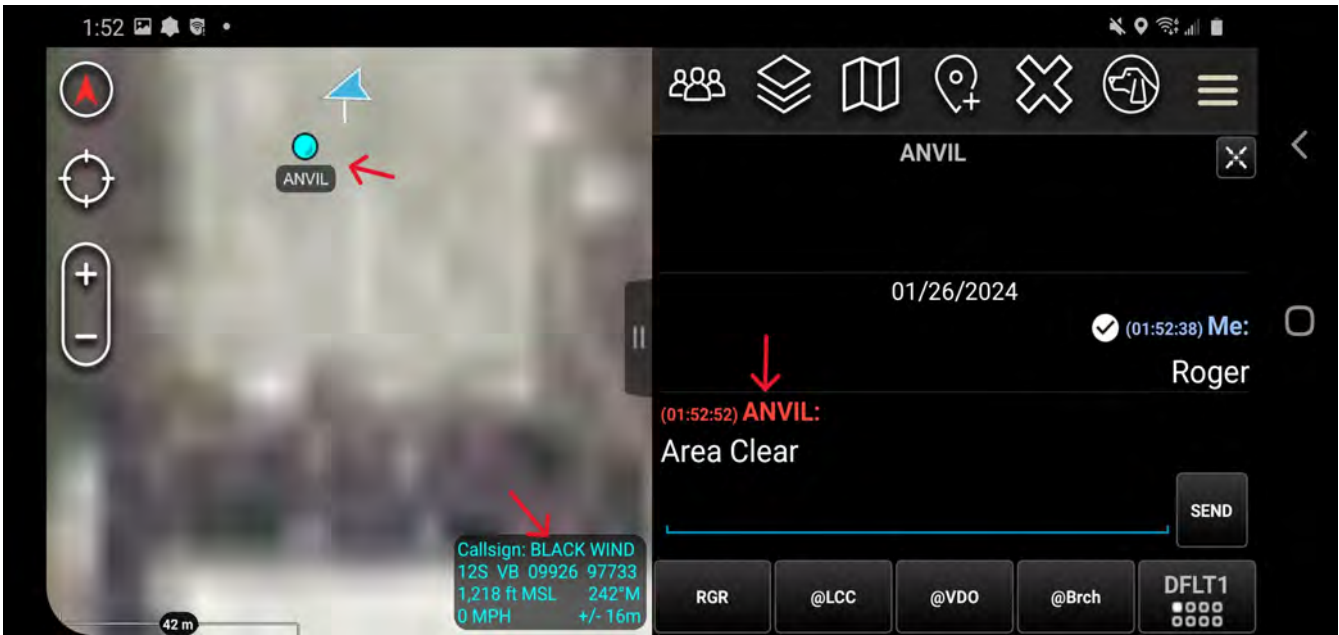 1:52
ANVIL
Callsign: BLACK WIND
12S VB 09926 97733
1,218 ft MSL 242°M
0 MPH +/- 16m
42 m
ANVIL
01/26/2024
(01:52:38) Me:
Roger
(01:52:52) ANVIL:
Area Clear
SEND
RGR
@LCC
@VDO
@Brch
DFLT1